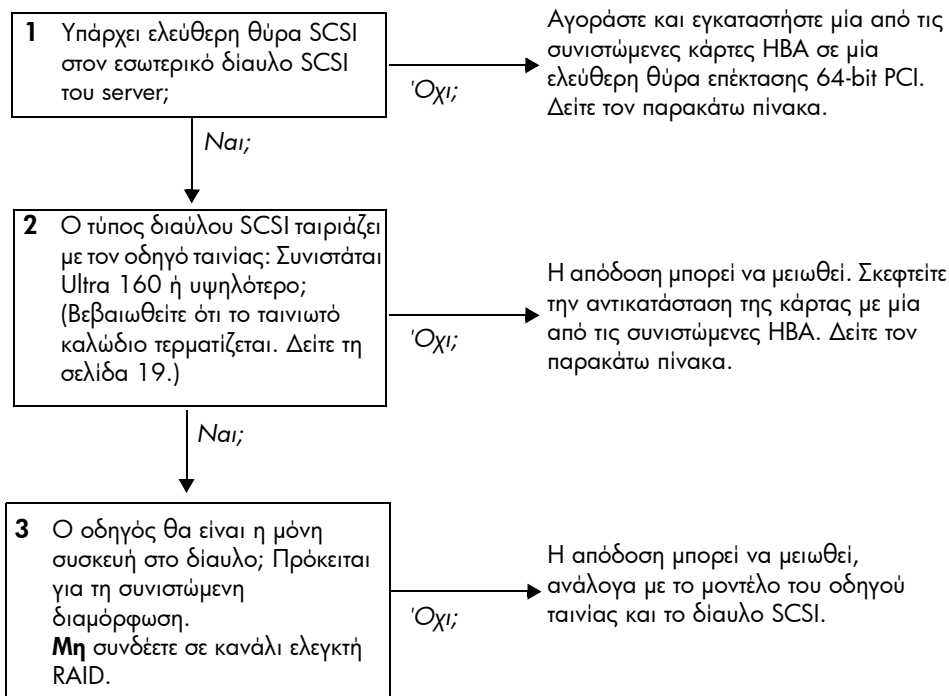 1 Υπάρχει ελεύθερη θύρα SCSI
στον εσωτερικό δίαυλο SCSI
του server;
Όχι;
Αγοράστε και εγκαταστήστε μία από τις
συνιστώμενες κάρτες HBA σε μία
ελεύθερη θύρα επέκτασης 64-bit PCI.
Δείτε τον παρακάτω πίνακα.
Ναι;
2 Ο τύπος διαύλου SCSI ταιριάζει
με τον οδηγό ταινίας: Συνιστάται
Ultra 160 ή υψηλότερο;
(Βεβαιωθείτε ότι το ταινιωτό
καλώδιο τερματίζεται. Δείτε τη
σελίδα 19.)
Όχι;
Η απόδοση μπορεί να μειωθεί. Σκεφτείτε
την αντικατάσταση της κάρτας με μία
από τις συνιστώμενες HBA. Δείτε τον
παρακάτω πίνακα.
Ναι;
3 Ο οδηγός θα είναι η μόνη
συσκευή στο δίαυλο; Πρόκειται
για τη συνιστώμενη
διαμόρφωση.
Μη συνδέετε σε κανάλι ελεγκτή
RAID.
Όχι;
Η απόδοση μπορεί να μειωθεί,
ανάλογα με το μοντέλο του οδηγού
ταινίας και το δίαυλο SCSI.